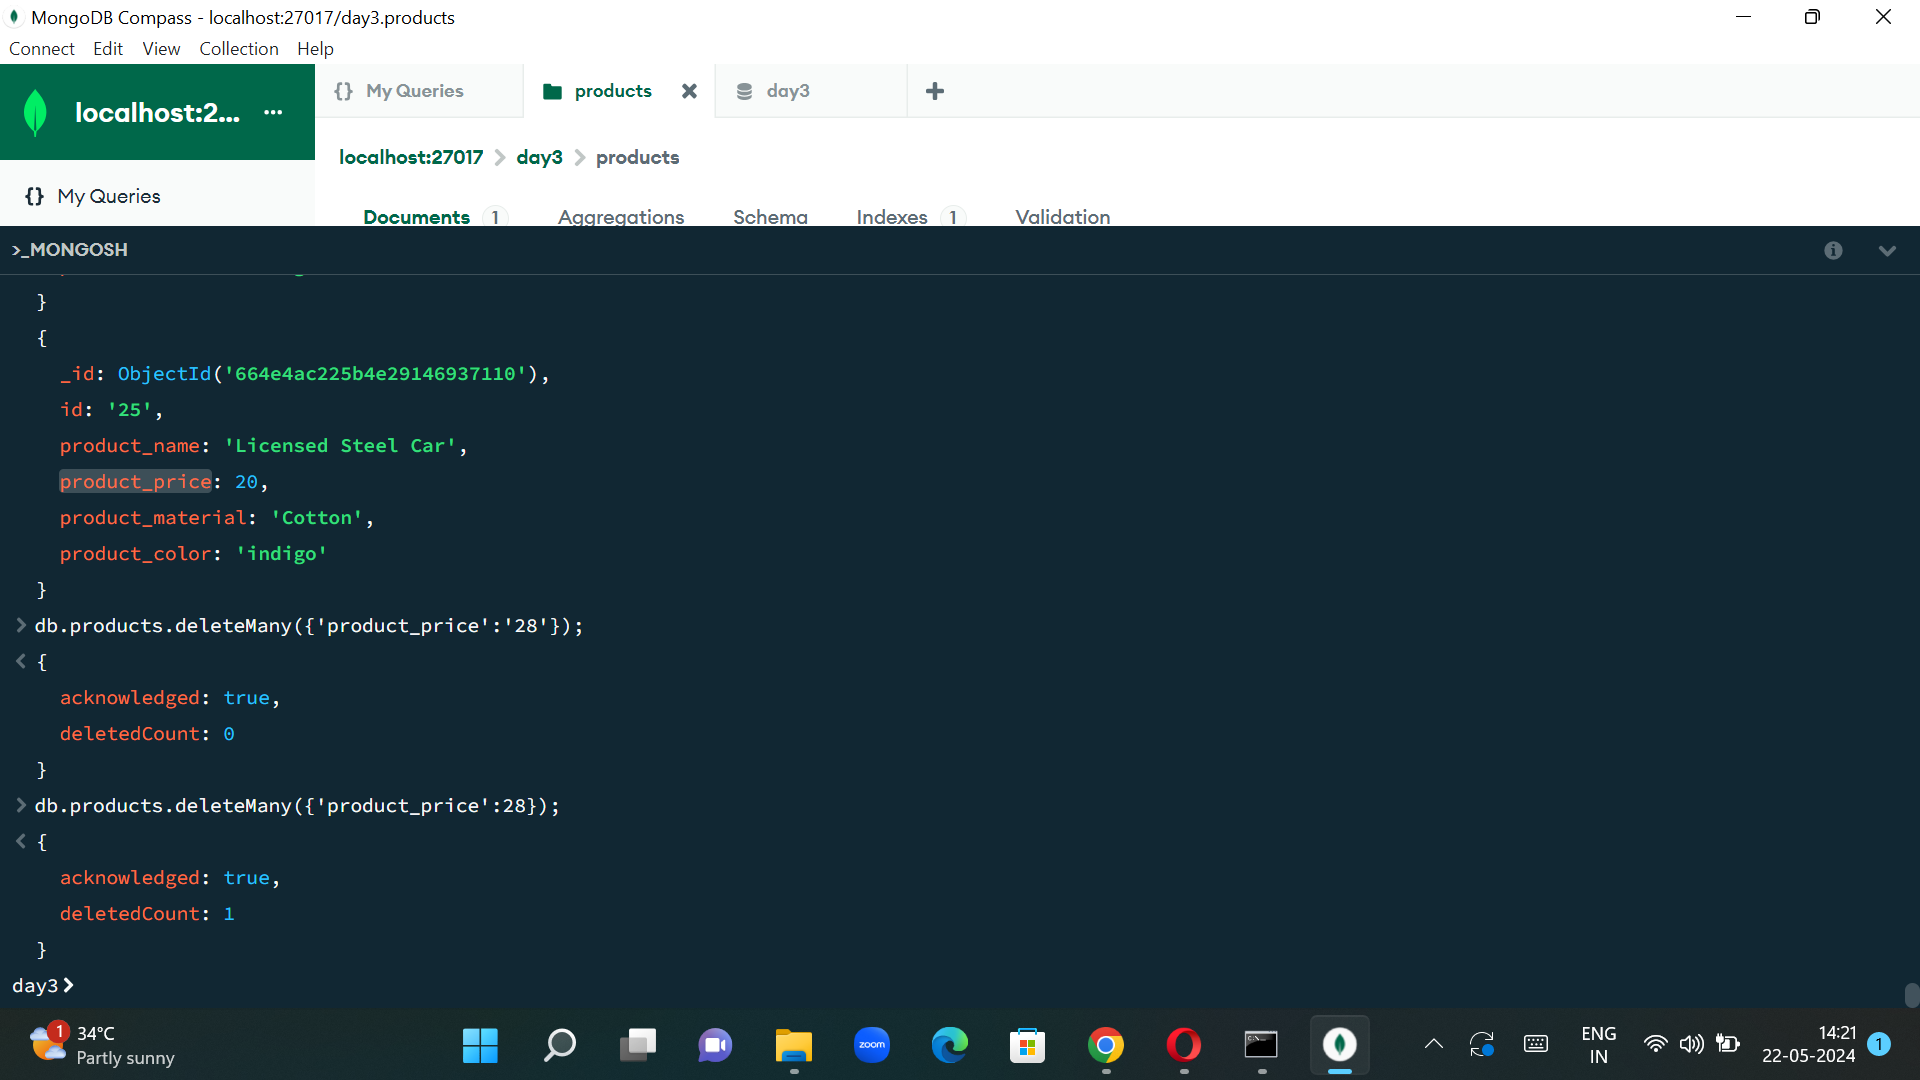 MongoDB Compass - localhost:27017/day3.products
Connect Edit View Collection Help
localhost:2... ...
{} My Queries
products
day3
localhost:27017 > day3 > products
{} My Queries
Documents 1 Aggregations Schema Indexes 1 Validation
>_MONGOSH
}
{
_id: ObjectId('664e4ac225b4e29146937110'),
id: '25',
product_name: 'Licensed Steel Car',
product_price: 20,
product_material: 'Cotton',
product_color: 'indigo'
}
> db.products.deleteMany({'product_price':'28'});
< {
acknowledged: true,
deletedCount: 0
}
> db.products.deleteMany({'product_price':28});
< {
acknowledged: true,
deletedCount: 1
}
day3>
1
34°C
Partly sunny
zoom
ENG
IN
14:21
22-05-2024
1